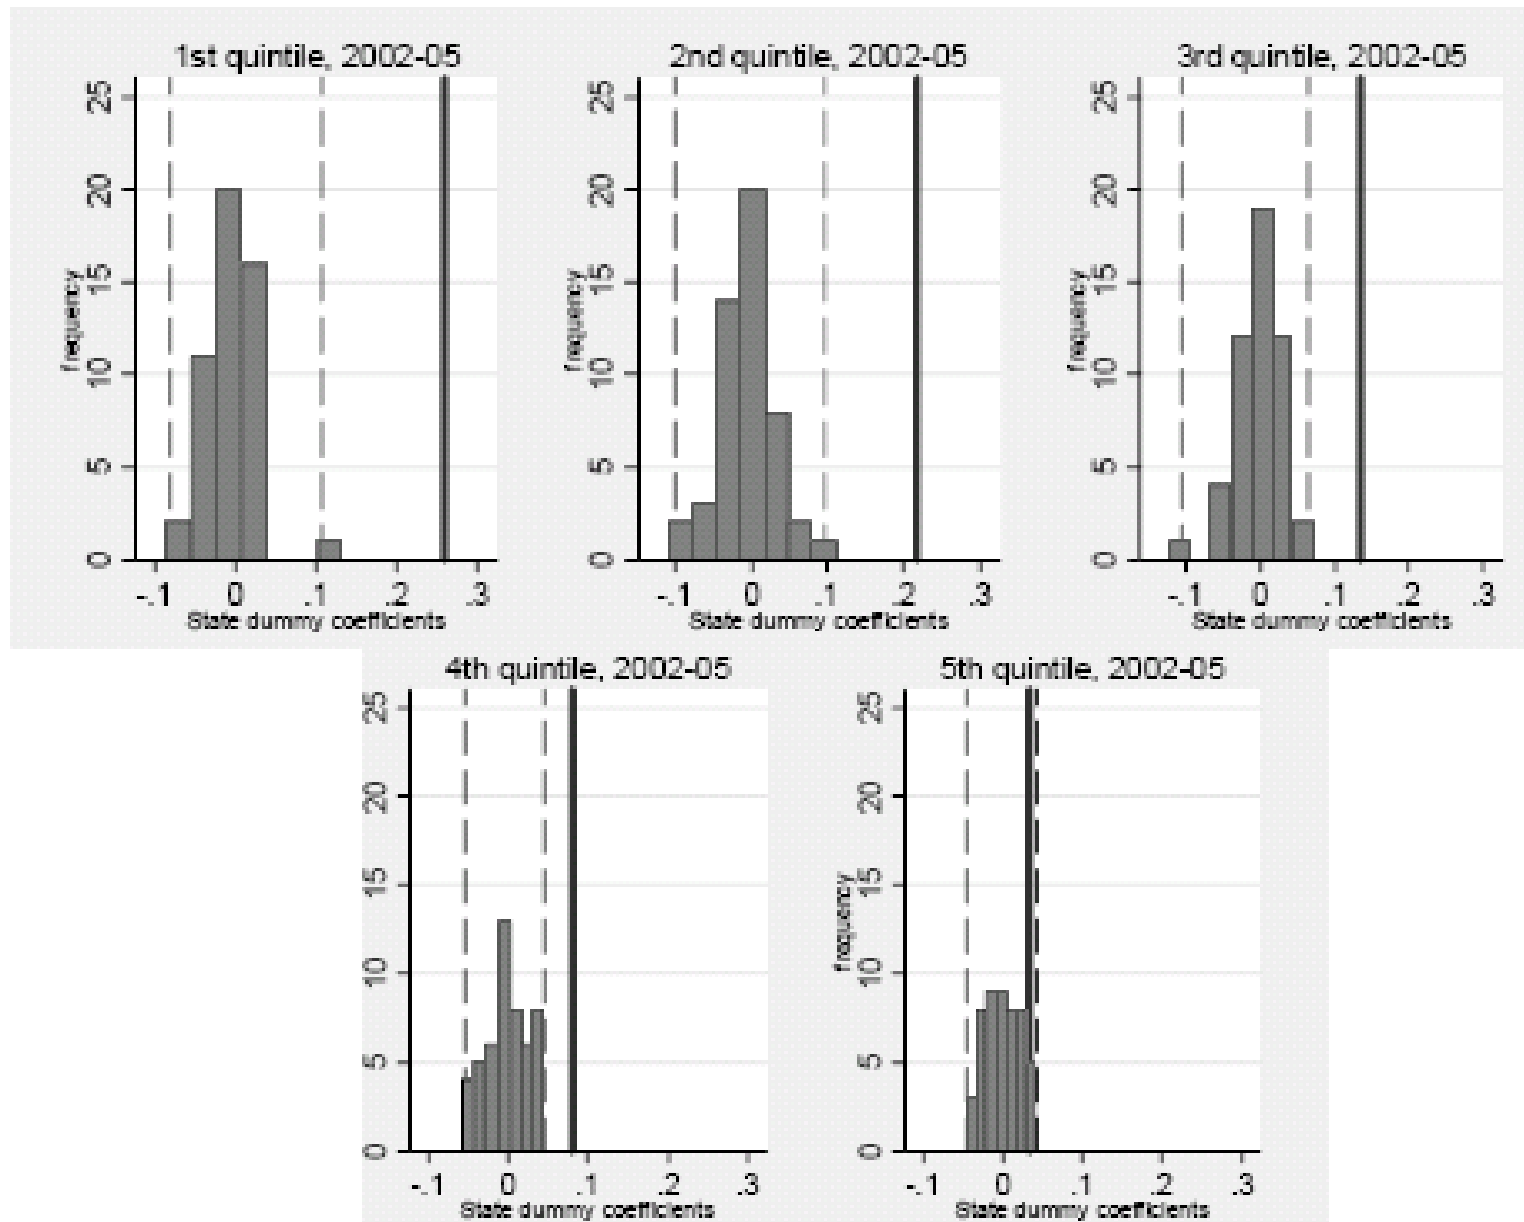 1st quintile, 2002-05
25
20
15
10
5
0
frequency
-.1 0 .1 .2 .3
State dummy coefficients
2nd quintile, 2002-05
25
20
15
10
5
0
frequency
-.1 0 .1 .2 .3
State dummy coefficients
3rd quintile, 2002-05
25
20
15
10
5
0
frequency
-.1 0 .1 .2 .3
State dummy coefficients
4th quintile, 2002-05
25
20
15
10
5
0
-.1 0 .1 .2 .3
State dummy coefficients
5th quintile, 2002-05
25
20
15
10
5
0
frequency
-.1 0 .1 .2 .3
State dummy coefficients